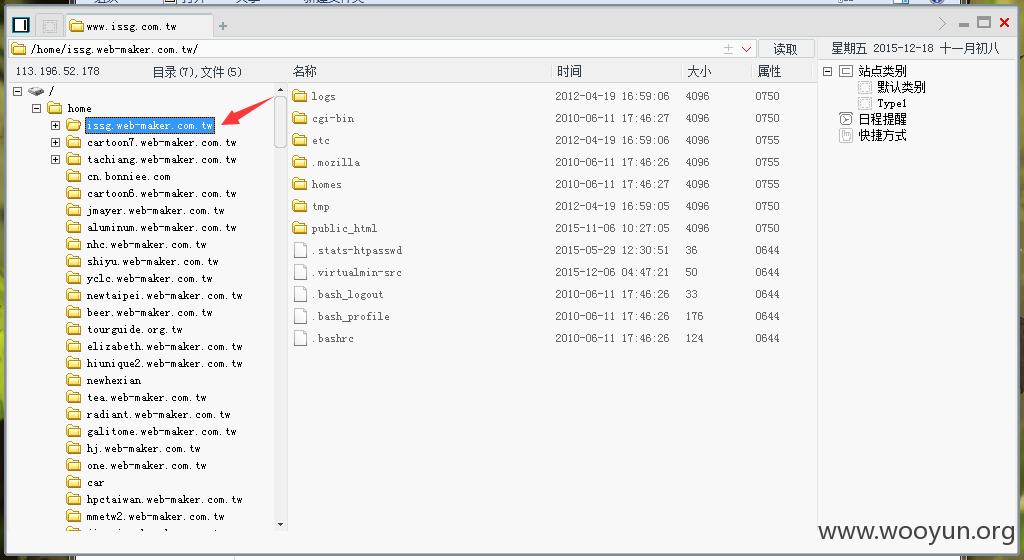 www.issg.com.tw
/home/issg.web-maker.com.tw/
读取
星期五 2015-12-18 十一月初八
113.196.52.178
目录(7),文件(5)
名称 时间 大小 属性
/
home
issg.web-maker.com.tw
cartoon7.web-maker.com.tw
tachiang.web-maker.com.tw
cn.bonniee.com
cartoon6.web-maker.com.tw
jmayer.web-maker.com.tw
aluminum.web-maker.com.tw
nhc.web-maker.com.tw
shiyu.web-maker.com.tw
yclc.web-maker.com.tw
newtaipei.web-maker.com.tw
beer.web-maker.com.tw
tourguide.org.tw
elizabeth.web-maker.com.tw
hiunique2.web-maker.com.tw
newhexian
tea.web-maker.com.tw
radiant.web-maker.com.tw
galitome.web-maker.com.tw
hj.web-maker.com.tw
one.web-maker.com.tw
car
hpctaiwan.web-maker.com.tw
mmetw2.web-maker.com.tw
logs 2012-04-19 16:59:06 4096 0750
cgi-bin 2010-06-11 17:46:27 4096 0750
etc 2012-04-19 16:59:06 4096 0755
.mozilla 2010-06-11 17:46:26 4096 0755
homes 2010-06-11 17:46:27 4096 0755
tmp 2012-04-19 16:59:05 4096 0750
public_html 2015-11-06 10:27:05 4096 0750
.stats-htpasswd 2015-05-29 12:30:51 36 0644
.virtualmin-src 2015-12-06 04:47:21 50 0644
.bash_logout 2010-06-11 17:46:26 33 0644
.bash_profile 2010-06-11 17:46:26 176 0644
.bashrc 2010-06-11 17:46:26 124 0644
站点类别
默认类别
Type1
日程提醒
快捷方式
www.wooyun.org